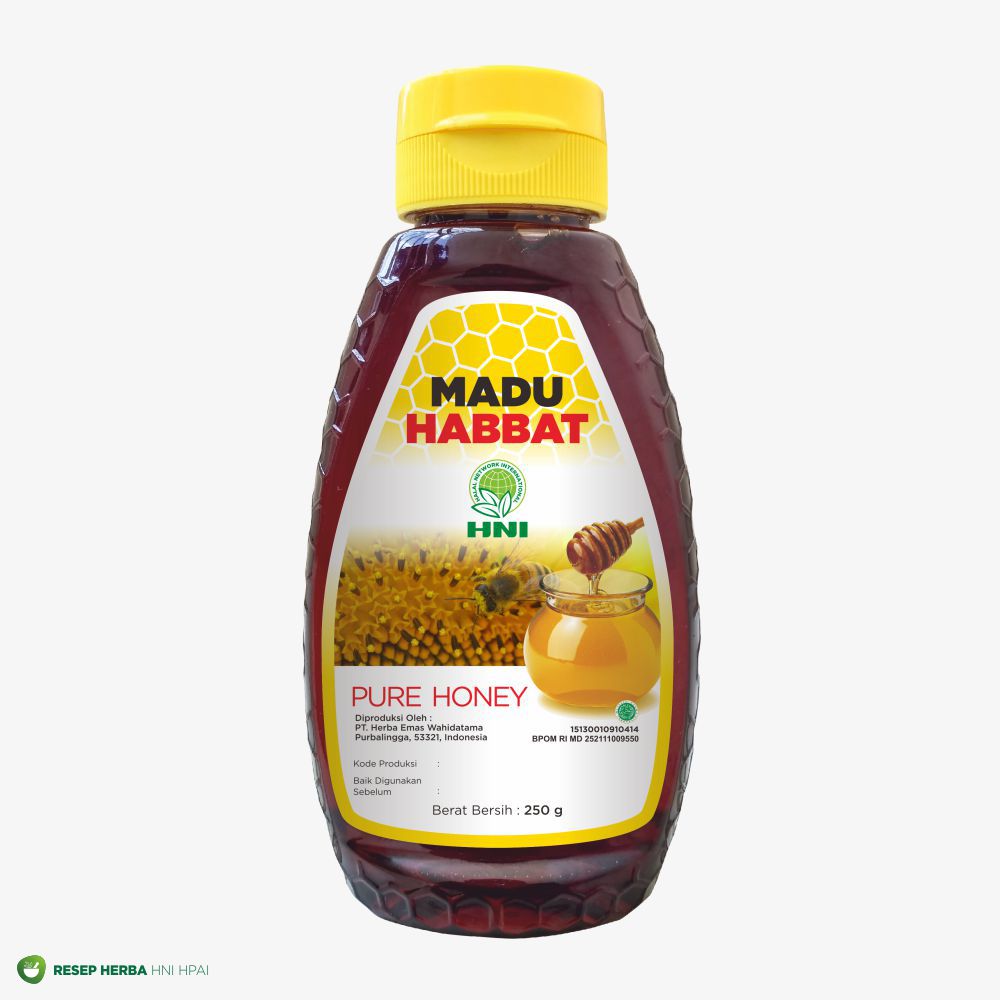 MADU
HABBAT
HALAL NETWORK INTERNATIONAL
HNI
PURE HONEY
Diproduksi Oleh :
PT. Herba Emas Wahidatama
Purbalingga, 53321, Indonesia
15130010910414
BPOM RI MD 252111009550
Kode Produksi :
Baik Digunakan
Sebelum :
Berat Bersih : 250 g
RESEP HERBA HNI HPAI